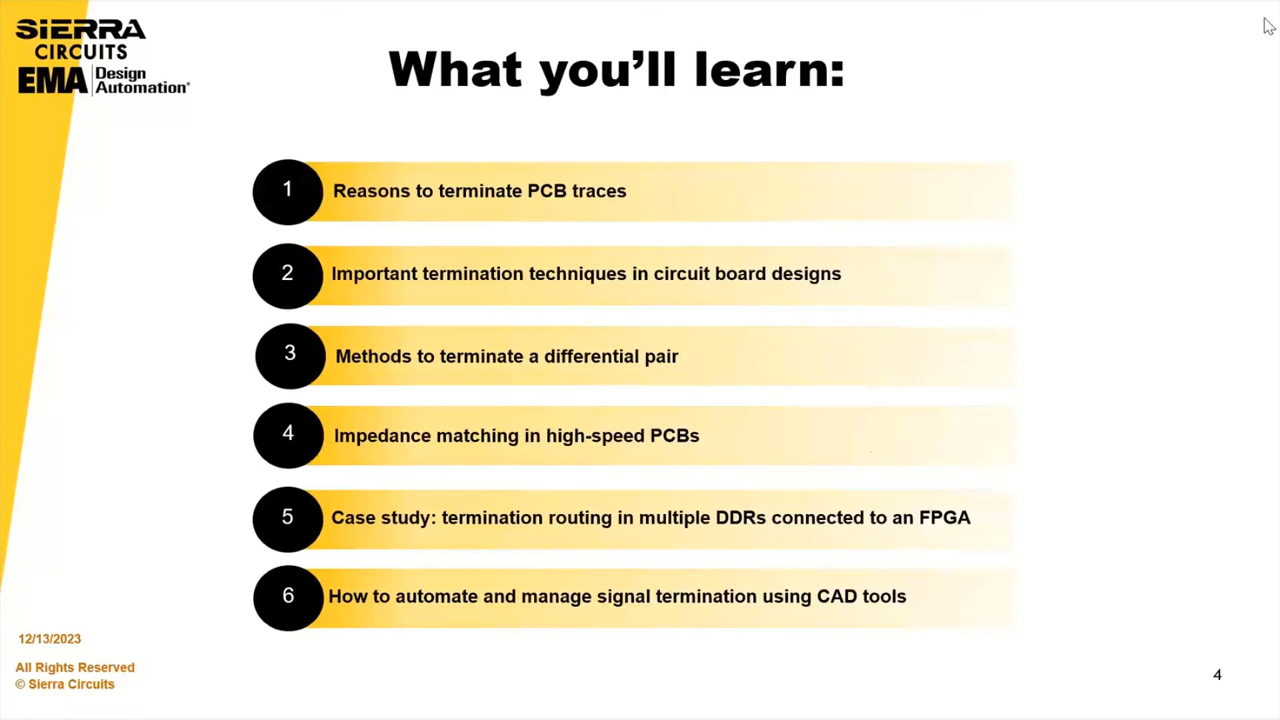 SIERRA
CIRCUITS
EMA Design
Automation®
What you'll learn:
1 Reasons to terminate PCB traces
2 Important termination techniques in circuit board designs
3 Methods to terminate a differential pair
4 Impedance matching in high-speed PCBs
5 Case study: termination routing in multiple DDRs connected to an FPGA
6 How to automate and manage signal termination using CAD tools
12/13/2023
All Rights Reserved
© Sierra Circuits
4